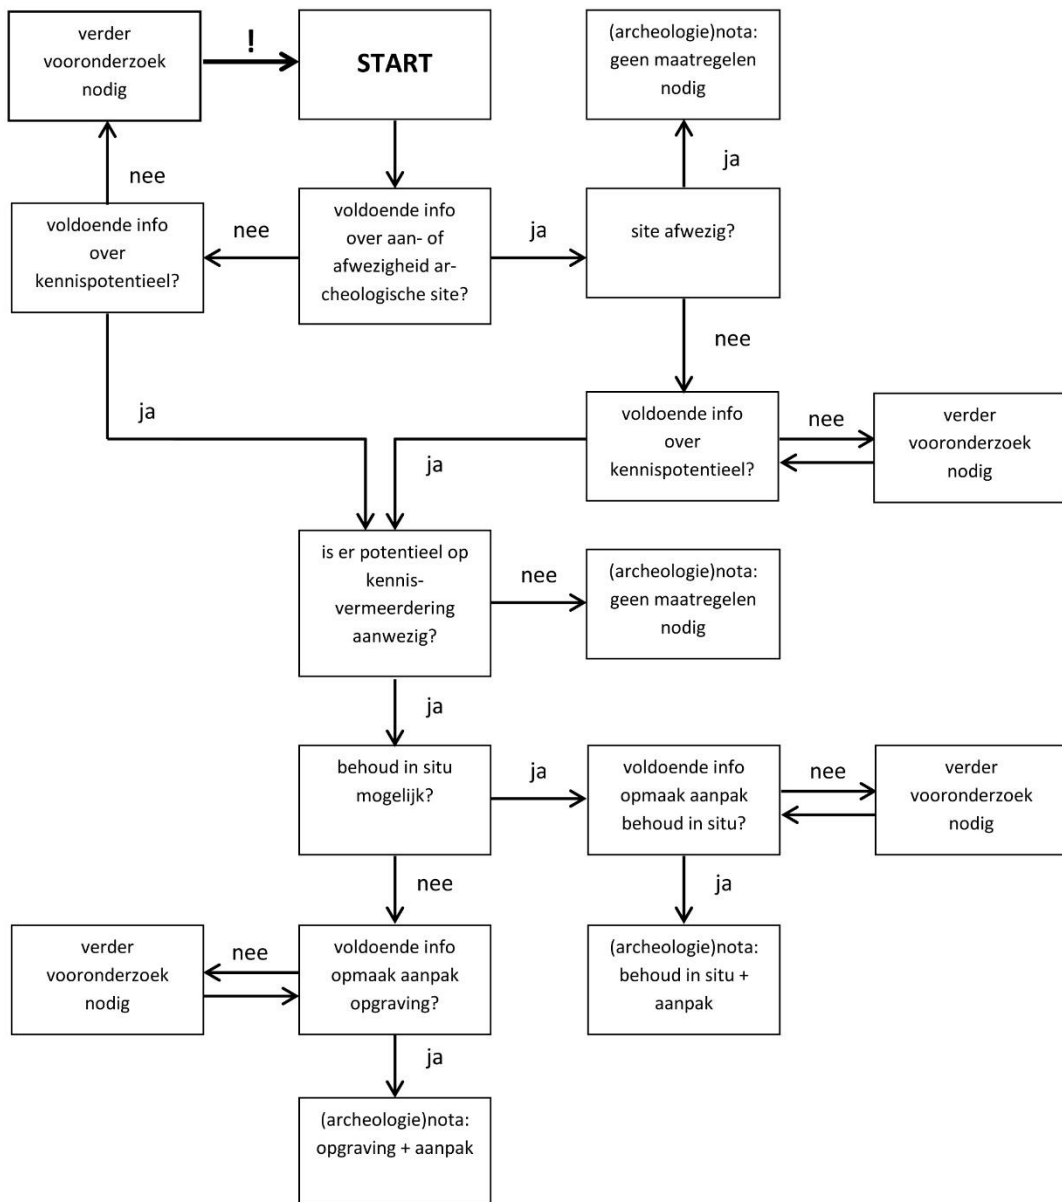 verder
vooronderzoek
nodig
!
START
(archeologie)nota:
geen maatregelen
nodig
nee
ja
voldoende info
over
kennispotentieel?
nee
voldoende info
over aan- of
afwezigheid ar-
cheologische site?
ja
site afwezig?
nee
ja
voldoende info
over
kennispotentieel?
nee
verder
vooronderzoek
nodig
ja
is er potentieel op
kennis-
vermeerdering
aanwezig?
nee
(archeologie)nota:
geen maatregelen
nodig
ja
behoud in situ
mogelijk?
ja
voldoende info
opmaak aanpak
behoud in situ?
nee
verder
vooronderzoek
nodig
nee
ja
verder
vooronderzoek
nodig
nee
voldoende info
opmaak aanpak
opgraving?
(archeologie)nota:
behoud in situ +
aanpak
ja
(archeologie)nota:
opgraving + aanpak